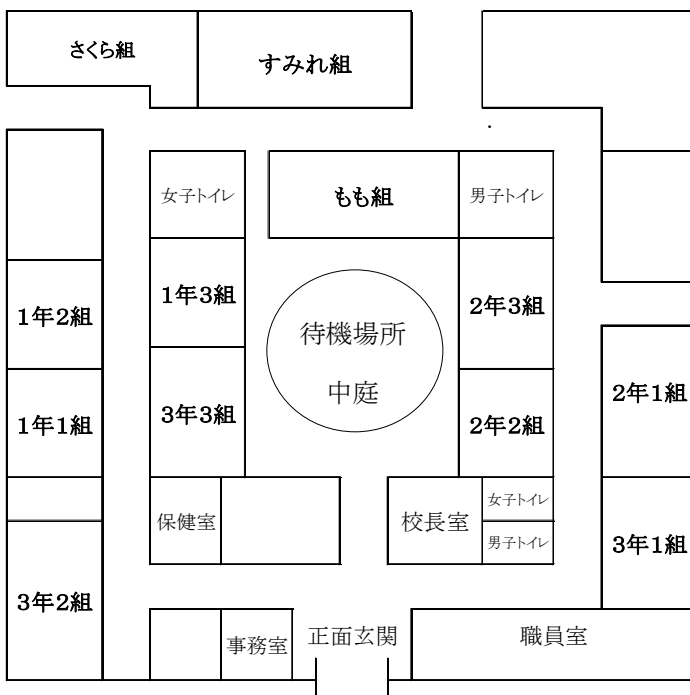 さくら組
すみれ組
女子トイレ
もも組
男子トイレ
1年3組
2年3組
1年2組
待機場所
中庭
2年1組
1年1組
3年3組
2年2組
保健室
校長室
女子トイレ
男子トイレ
3年1組
3年2組
事務室
正面玄関
職員室